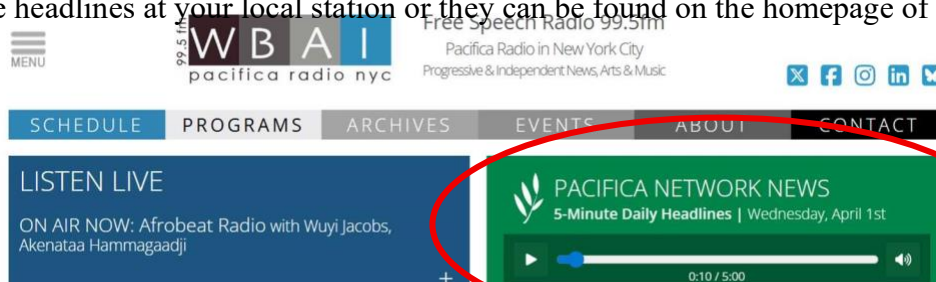 e headlines at your local station or they can be found on the homepage of
MENU
99.5 fm
WBAI
pacifica radio nyc
Free Speech Radio 99.5fm
Pacifica Radio in New York City
Progressive & Independent News, Arts & Music
SCHEDULE PROGRAMS ARCHIVES EVENTS ABOUT CONTACT
LISTEN LIVE
ON AIR NOW: Afrobeat Radio with Wuyi Jacobs,
Akenataa Hammagaadji
+
PACIFICA NETWORK NEWS
5-Minute Daily Headlines | Wednesday, April 1st
0:10 / 5:00